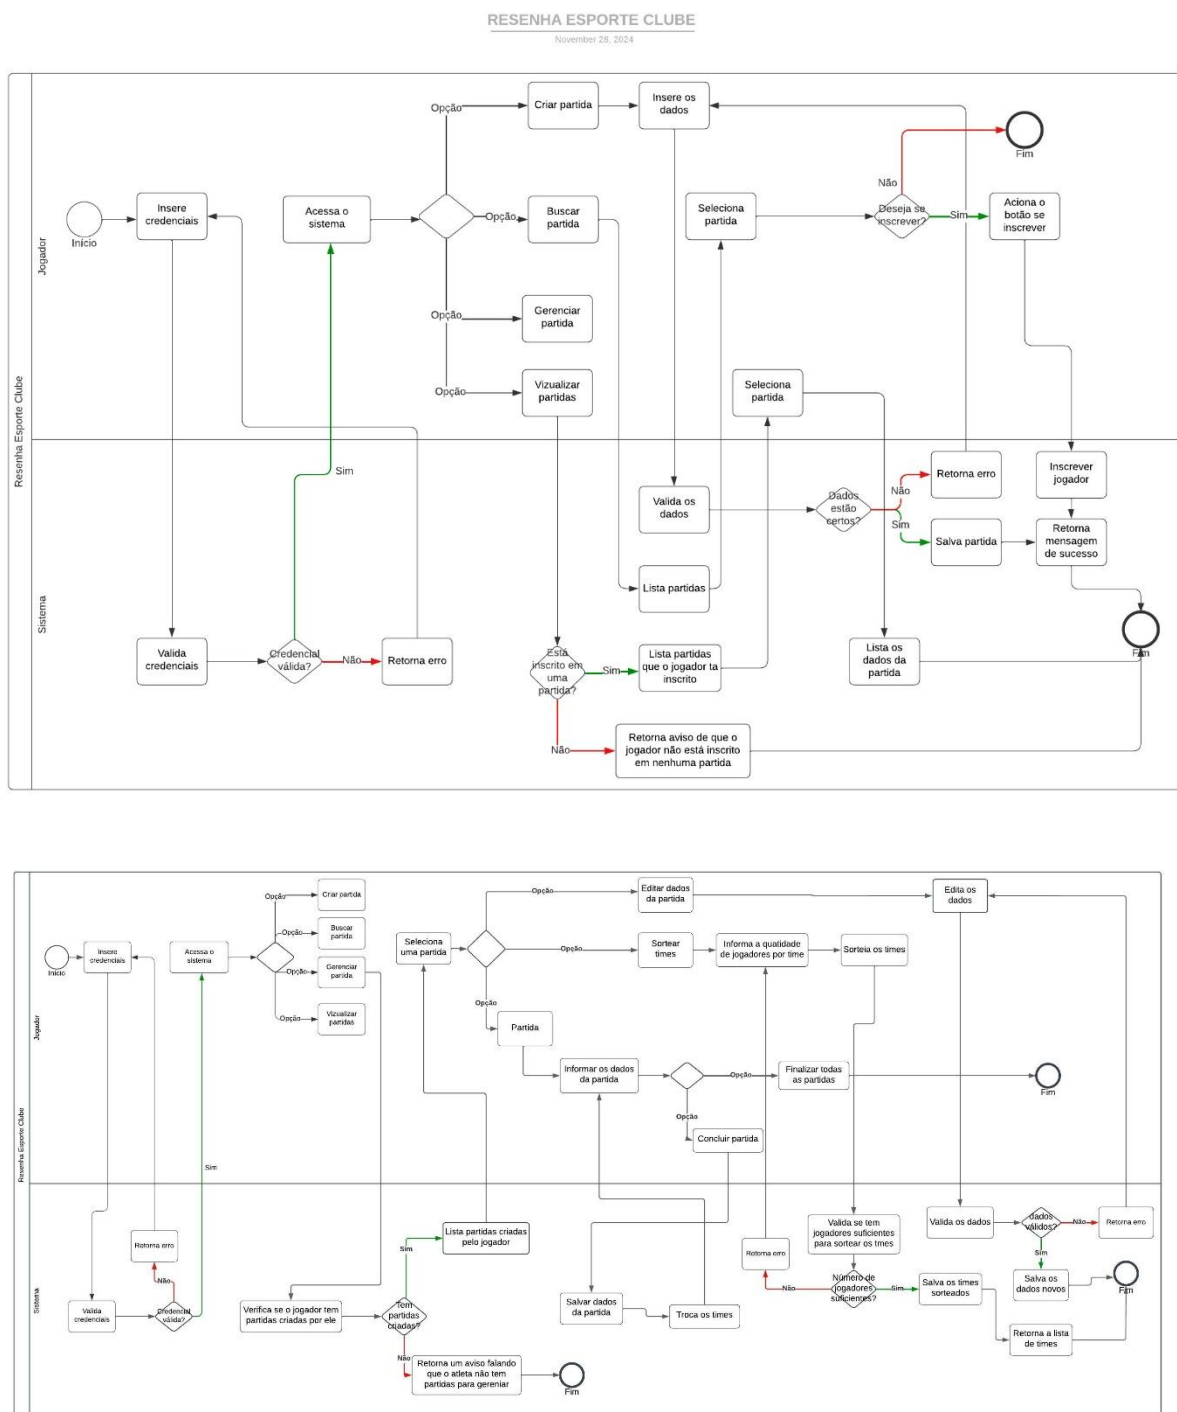 RESENHA ESPORTE CLUBE
November 28, 2024
Resenha Esporte Clube
Jogador
Início
Insere
credenciais
Acessa o
sistema
Opção
Criar partida
Insere os
dados
Opção
Buscar
partida
Opção
Gerenciar
partida
Opção
Vizualizar
partidas
Seleciona
partida
Deseja se
inscrever?
Não
Fim
Sim
Aciona o
botão se
inscrever
Seleciona
partida
Sistema
Valida
credenciais
Credencial
válida?
Sim
Não
Retorna erro
Valida os
dados
Dados
estão
certos?
Não
Retorna erro
Sim
Salva partida
Inscrever
jogador
Retorna
mensagem
de sucesso
Lista partidas
Está
inscrito em
uma
partida?
Sim
Lista partidas
que o jogador ta
inscrito
Lista os
dados da
partida
Fim
Não
Retorna aviso de que o
jogador não está inscrito
em nenhuma partida
Resenha Esporte Clube
Jogador
Início
Insere
credenciais
Acessa o
sistema
Opção
Criar partida
Opção
Buscar
partida
Opção
Gerenciar
partida
Opção
Vizualizar
partidas
Seleciona
uma partida
Opção
Editar dados
da partida
Edita os
dados
Opção
Sortear
times
Informa a quatidade
de jogadores por time
Sorteia os times
Opção
Partida
Informar os dados
da partida
Opção
Finalizar todas
as partidas
Fim
Opção
Concluir partida
Sistema
Sim
Retorna erro
Não
Valida
credenciais
Credencial
válida?
Verifica se o jogador tem
partidas criadas por ele
Tem
partidas
criadas?
Sim
Lista partidas criadas
pelo jogador
Não
Retorna um aviso falando
que o atleta não tem
partidas para gereniar
Fim
Salvar dados
da partida
Troca os times
Retorna erro
Não
Valida se tem
jogadores suficientes
para sortear os tmes
Número de
jogadores
suficientes?
Sim
Salva os times
sorteados
Retorna a lista
de times
Valida os dados
dados
válidos?
Não
Retorna erro
Sim
Salva os
dados novos
Fim